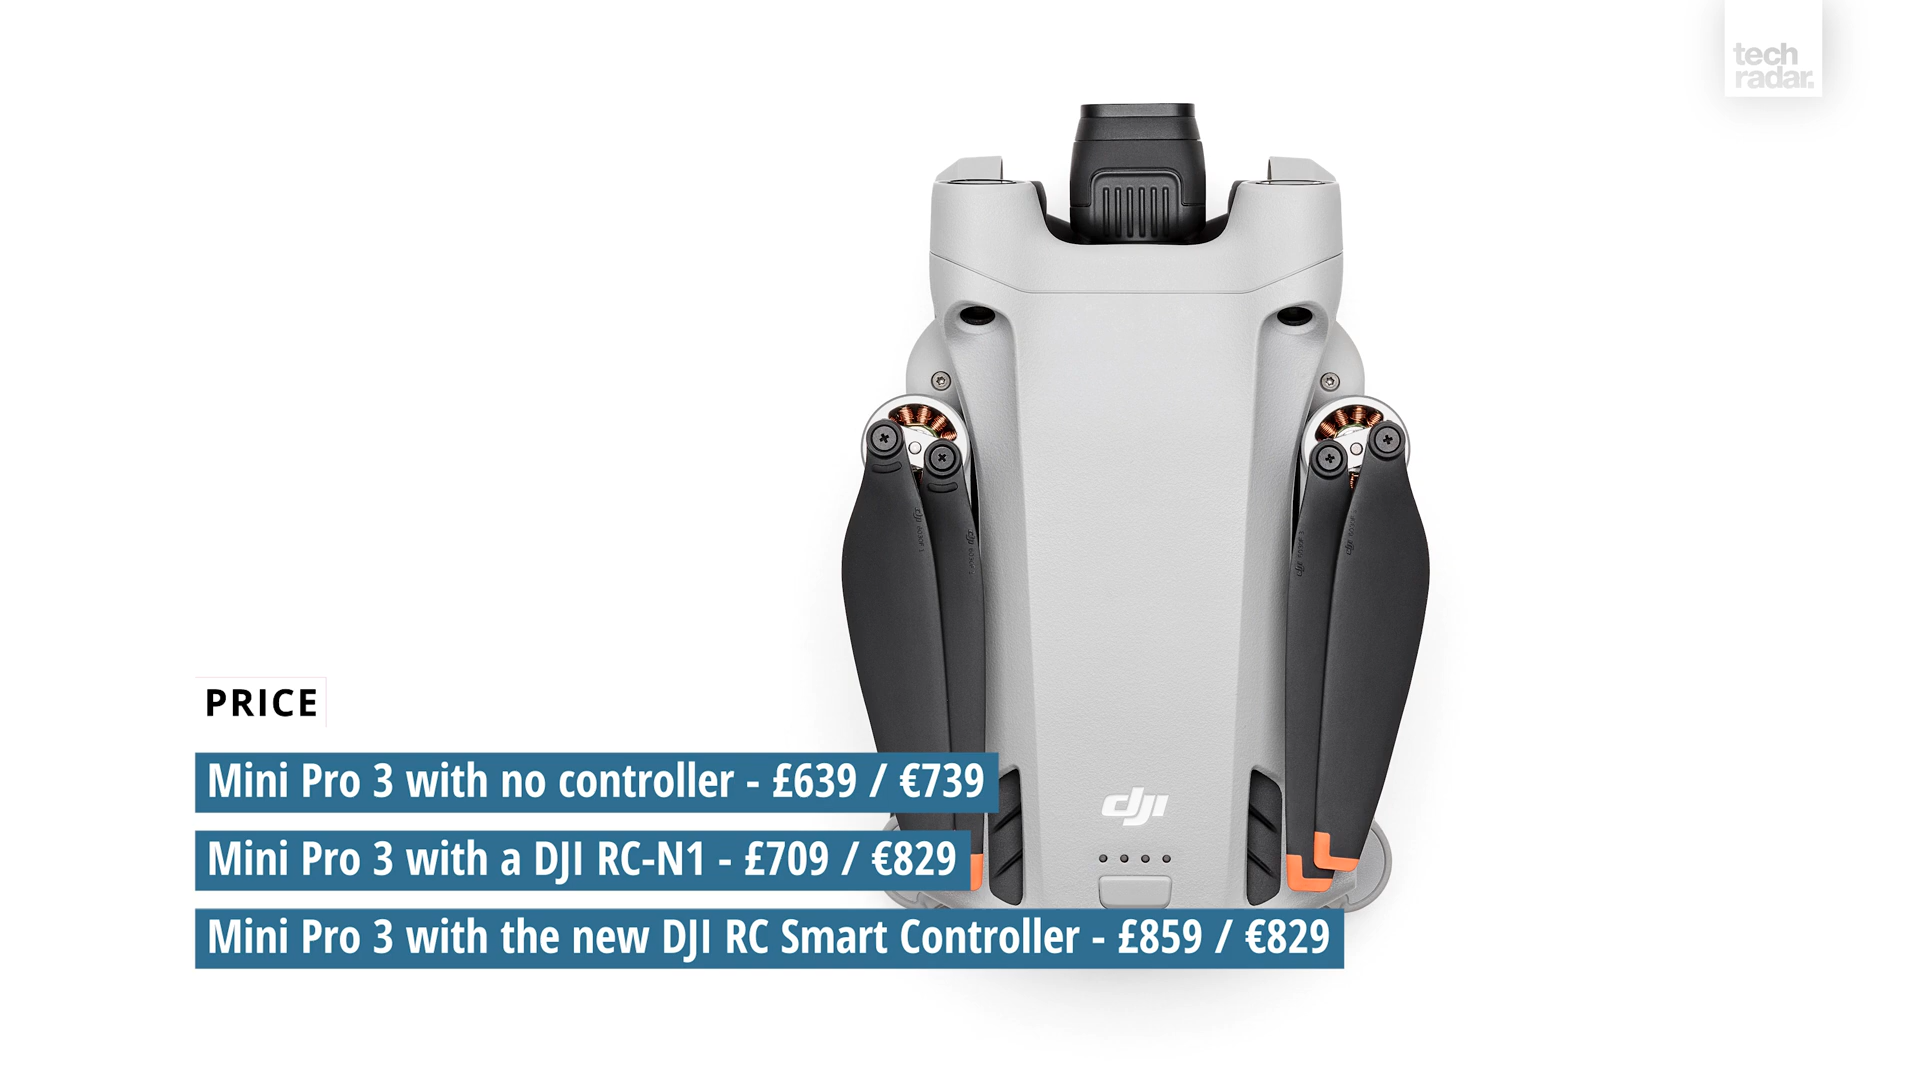 tech
radar.
PRICE
Mini Pro 3 with no controller - £639 / €739
Mini Pro 3 with a DJI RC-N1 - £709 / €829
Mini Pro 3 with the new DJI RC Smart Controller - £859 / €829
dji